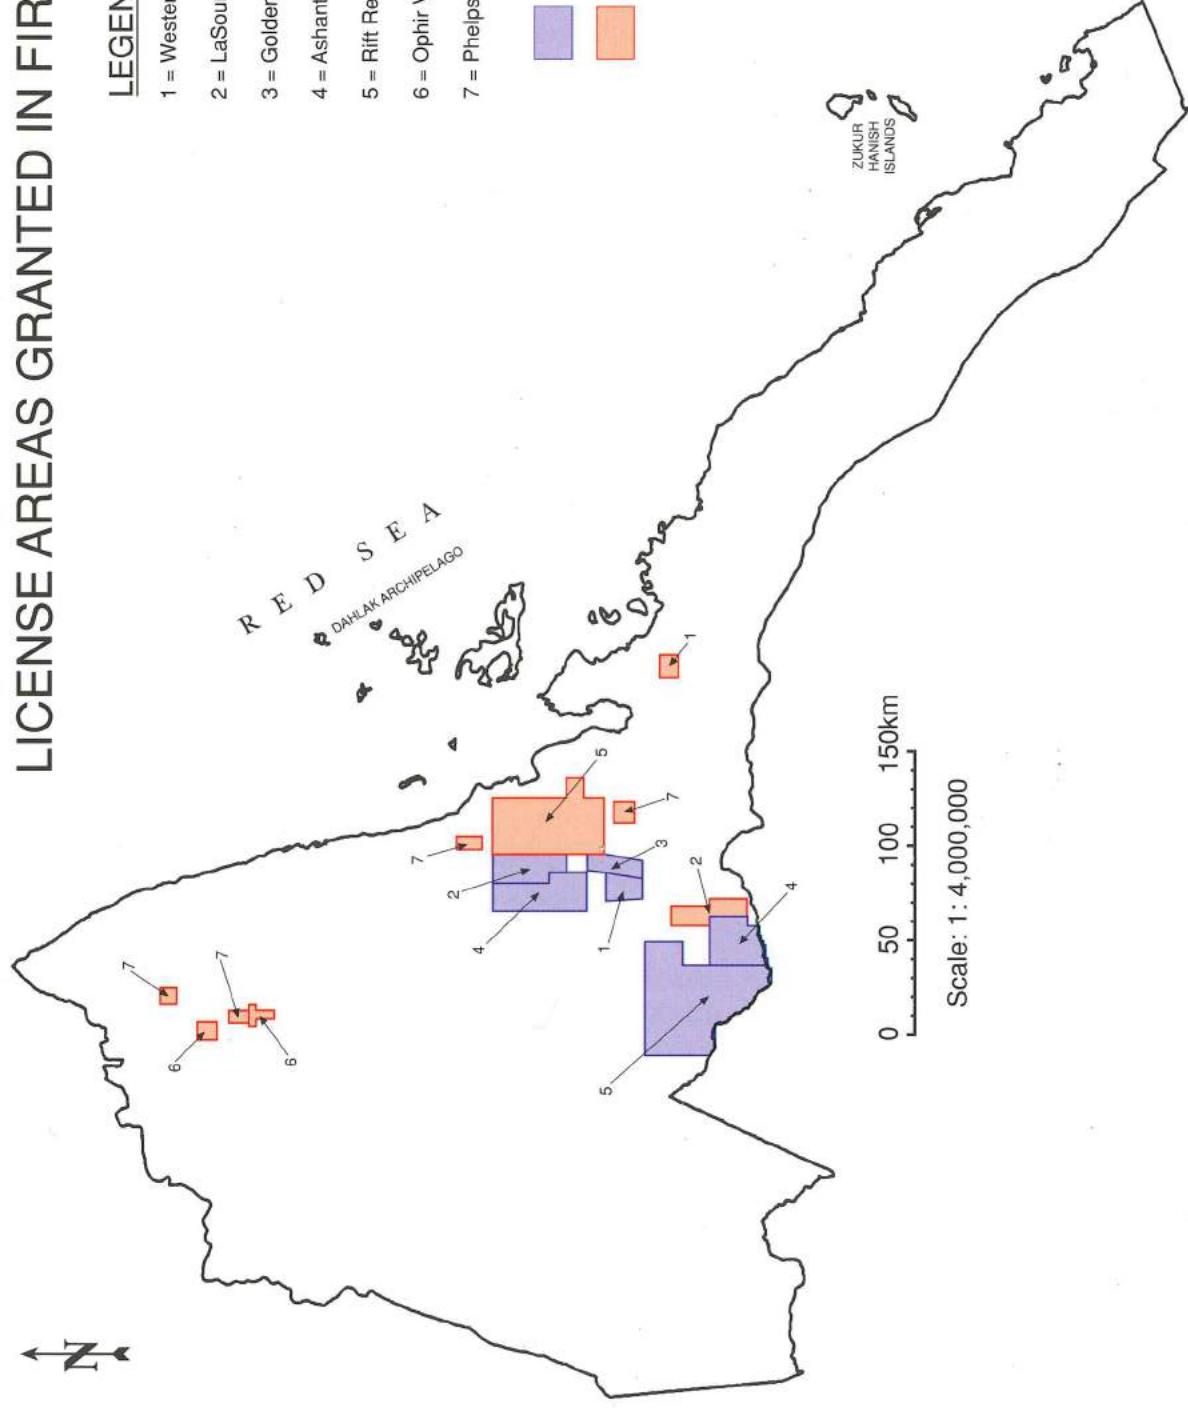 LICENSE AREAS GRANTED IN FIR
LEGEN
1 = Wester
2 = LaSour
3 = Golder
4 = Ashant
5 = Rift Re
6 = Ophir V
7 = Phelps
N
RED SEA
DAHLAK ARCHIPELAGO
ZUKUR
HANISH
ISLANDS
7
6
7
6
7
5
2
4
1
3
7
1
2
4
5
0 50 100 150km
Scale: 1: 4,000,000